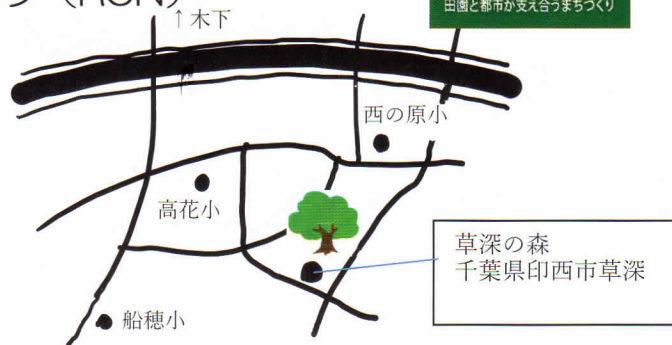 (RCN)
田園と都市が支え合うまちづくり
↑木下
西の原小
高花小
草深の森
千葉県印西市草深
船穂小